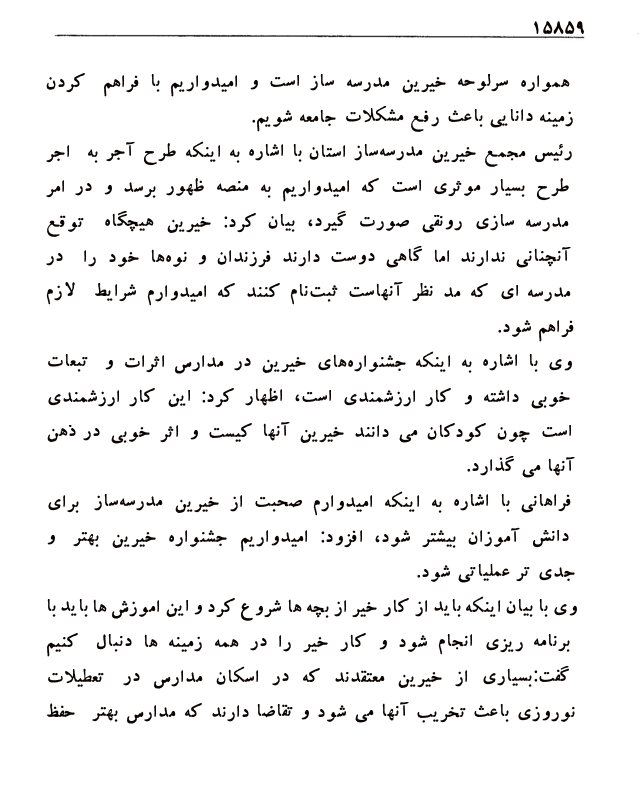 ۱۵۸۵۹
همواره سرلوحه خیرین مدرسه ساز است و امیدواریم با فراهم کردن
زمینه دانایی باعث رفع مشکلات جامعه شویم.
رئیس مجمع خیرین مدرسه‌ساز استان با اشاره به اینکه طرح آجر به اجر
طرح بسیار موثری است که امیدواریم به منصه ظهور برسد و در امر
مدرسه سازی رونقی صورت گیرد، بیان کرد: خیرین هیچگاه توقع
آنچنانی ندارند اما گاهی دوست دارند فرزندان و نوه‌ها خود را در
مدرسه ای که مد نظر آنهاست ثبت‌نام کنند که امیدوارم شرایط لازم
فراهم شود.
وی با اشاره به اینکه جشنواره‌های خیرین در مدارس اثرات و تبعات
خوبی داشته و کار ارزشمندی است، اظهار کرد: این کار ارزشمندی
است چون کودکان می دانند خیرین آنها کیست و اثر خوبی در ذهن
آنها می گذارد.
فراهانی با اشاره به اینکه امیدوارم صحبت از خیرین مدرسه‌ساز برای
دانش آموزان بیشتر شود، افزود: امیدواریم جشنواره خیرین بهتر و
جدی تر عملیاتی شود.
وی با بیان اینکه باید از کار خیر از بچه ها شروع کرد و این اموزش ها باید با
برنامه ریزی انجام شود و کار خیر را در همه زمینه ها دنبال کنیم
گفت:بسیاری از خیرین معتقدند که در اسکان مدارس در تعطیلات
نوروزی باعث تخریب آنها می شود و تقاضا دارند که مدارس بهتر حفظ